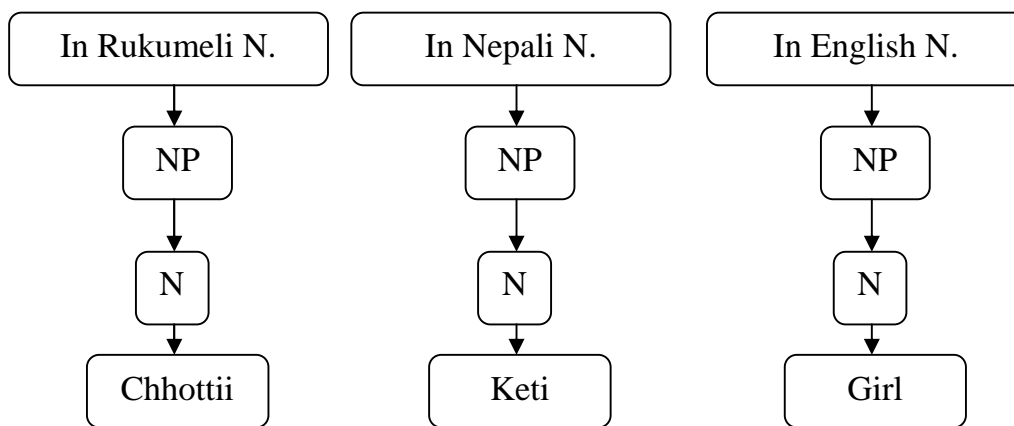 In Rukumeli N. In Nepali N. In English N.
NP NP NP
N N N
Chhottii Keti Girl